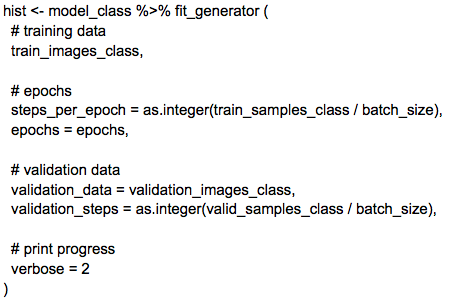 hist <- model_class %>% fit_generator (
# training data
train_images_class,
# epochs
steps_per_epoch = as.integer(train_samples_class / batch_size),
epochs = epochs,
# validation data
validation_data = validation_images_class,
validation_steps = as.integer(valid_samples_class / batch_size),
# print progress
verbose = 2
)